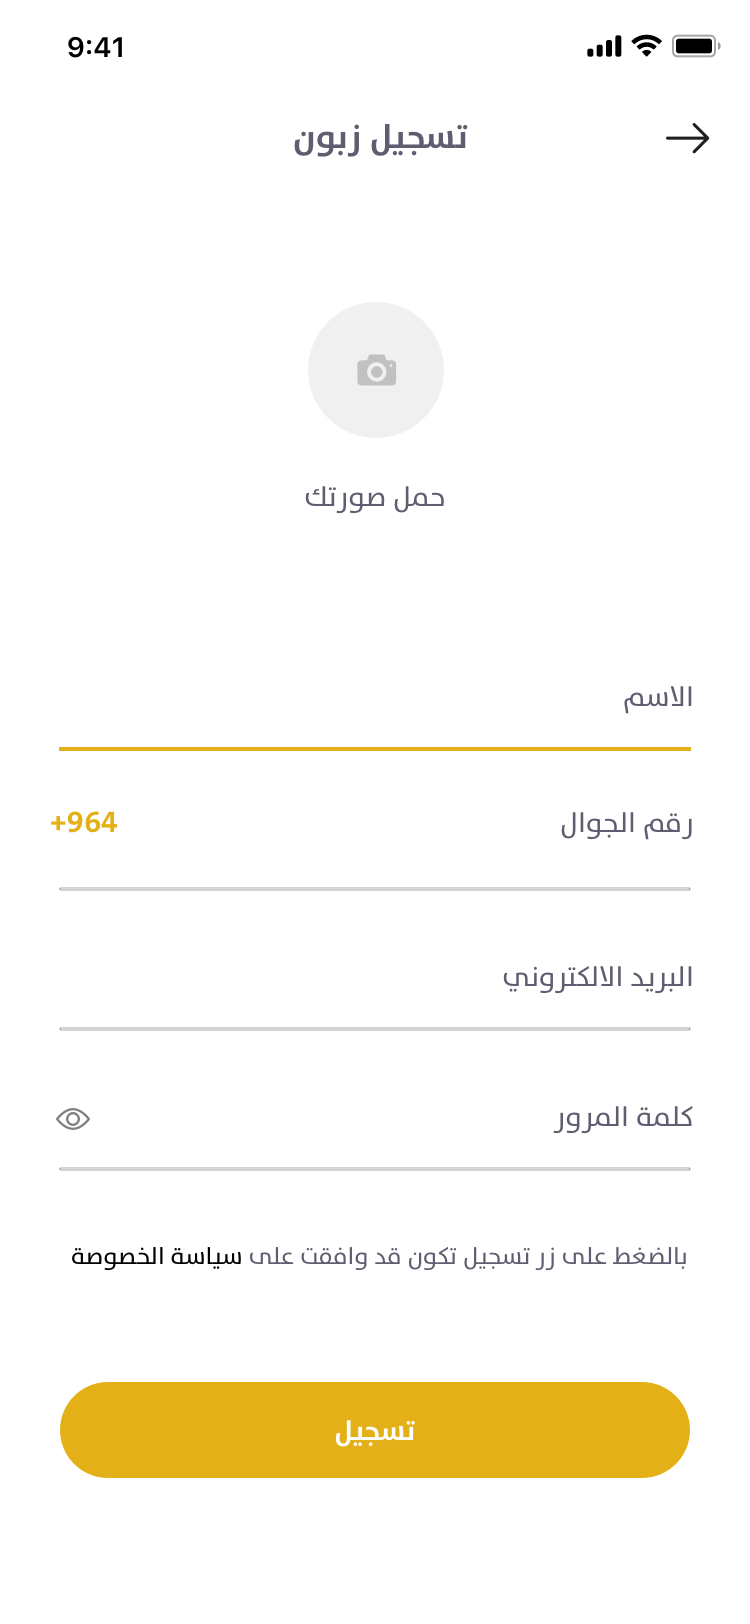 9:41
تسجيل زبون
حمل صورتك
الاسم
رقم الجوال
+964
البريد الالكتروني
كلمة المرور
بالضغط على زر تسجيل تكون قد وافقت على سياسة الخصوصة
تسجيل